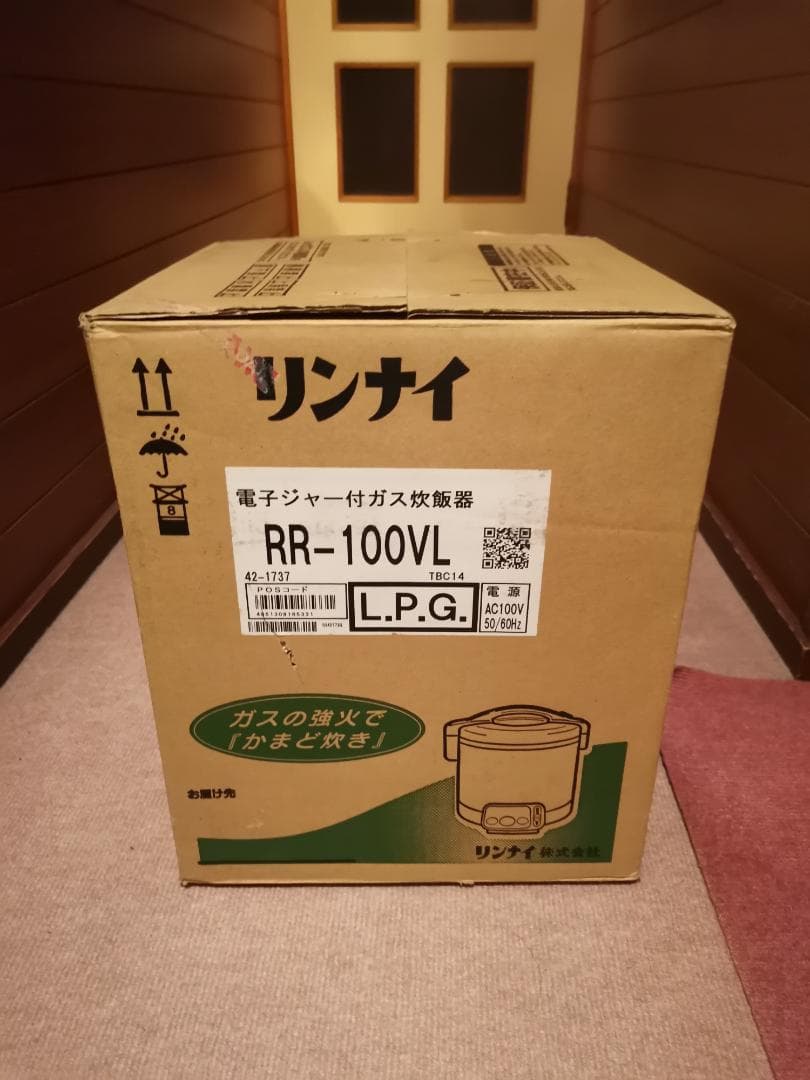 リンナイ
8
電子ジャー付ガス炊飯器
RR-100VL
42-1737
TBC14
POSコード
L.P.G.
電源
AC100V
50/60Hz
ガスの強火で
『かまど炊き』
お届け先
リンナイ株式会社